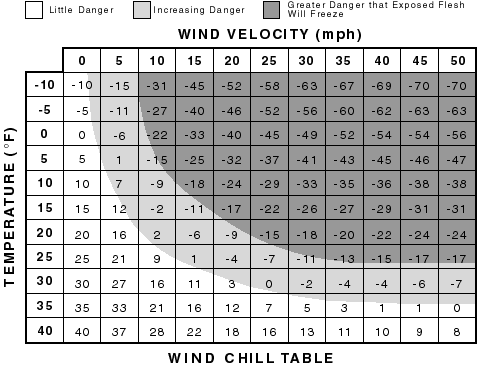 Little Danger
Increasing Danger
Greater Danger that Exposed Flesh
Will Freeze
WIND VELOCITY (mph)
0 5 10 15 20 25 30 35 40 45 50
TEMPERATURE (°F)
-10 -10 -15 -31 -45 -52 -58 -63 -67 -69 -70 -70
-5 -5 -11 -27 -40 -46 -52 -56 -60 -62 -63 -63
0 0 -6 -22 -33 -40 -45 -49 -52 -54 -54 -56
5 5 1 -15 -25 -32 -37 -41 -43 -45 -46 -47
10 10 7 -9 -18 -24 -29 -33 -35 -36 -38 -38
15 15 12 -2 -11 -17 -22 -26 -27 -29 -31 -31
20 20 16 2 -6 -9 -15 -18 -20 -22 -24 -24
25 25 21 9 1 -4 -7 -11 -13 -15 -17 -17
30 30 27 16 11 3 0 -2 -4 -4 -6 -7
35 35 33 21 16 12 7 5 3 1 1 0
40 40 37 28 22 18 16 13 11 10 9 8
WIND CHILL TABLE